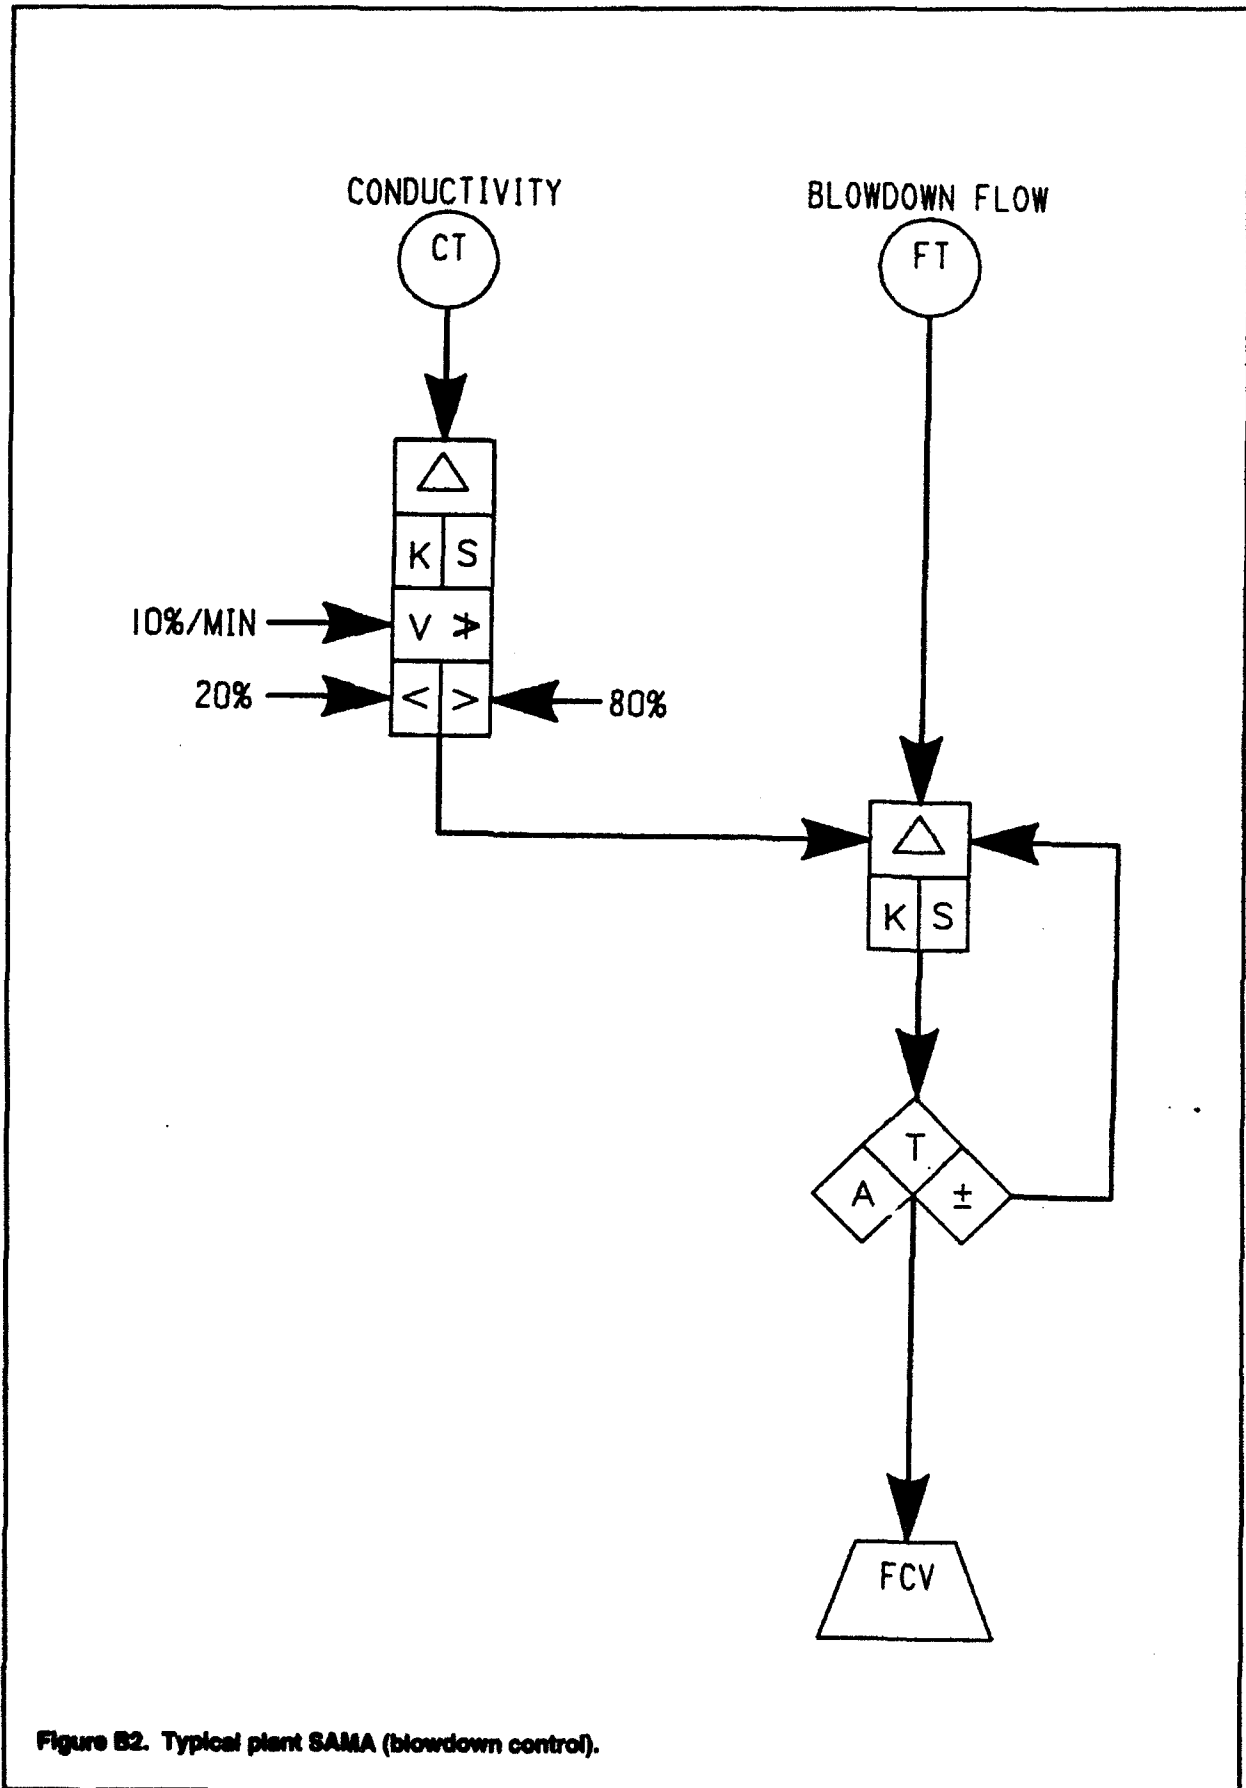 CONDUCTIVITY
CT
BLOWDOWN FLOW
FT
△
K S
10%/MIN
V ≯
20%
< >
80%
△
K S
T
A
±
FCV
Figure B2. Typical plant SAMA (blowdown control).